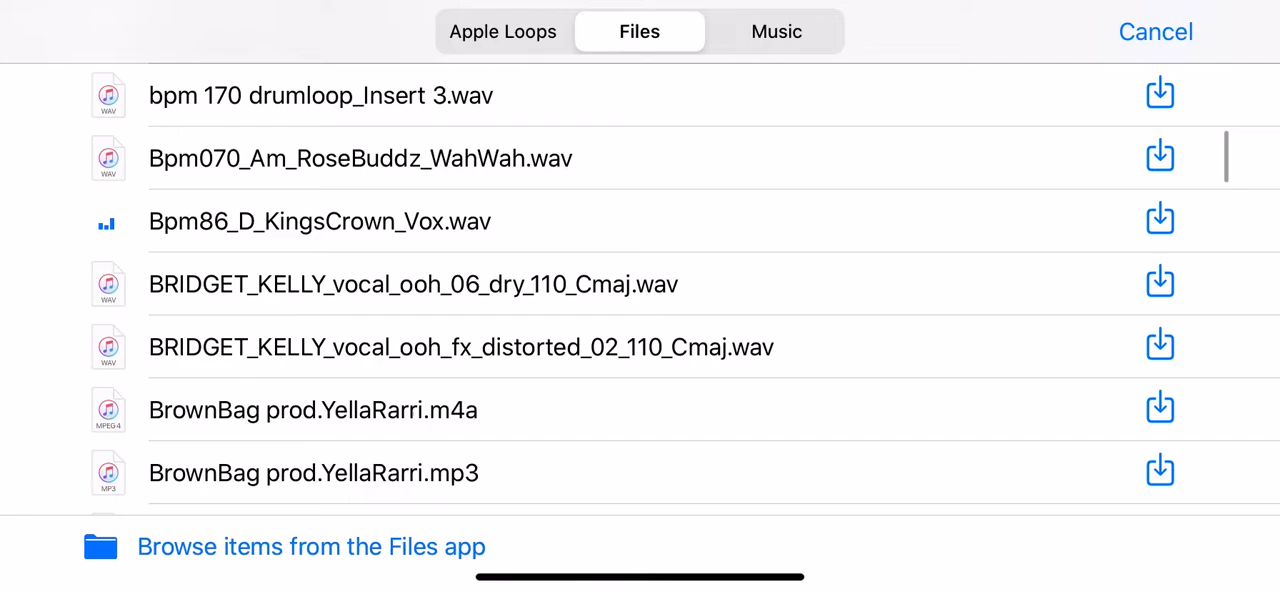 Apple Loops Files Music Cancel
bpm 170 drumloop_Insert 3.wav
WAV
Bpm070_Am_RoseBuddz_WahWah.wav
WAV
Bpm86_D_KingsCrown_Vox.wav
BRIDGET_KELLY_vocal_ooh_06_dry_110_Cmaj.wav
WAV
BRIDGET_KELLY_vocal_ooh_fx_distorted_02_110_Cmaj.wav
WAV
BrownBag prod.YellaRarri.m4a
MPEG4
BrownBag prod.YellaRarri.mp3
MP3
Browse items from the Files app